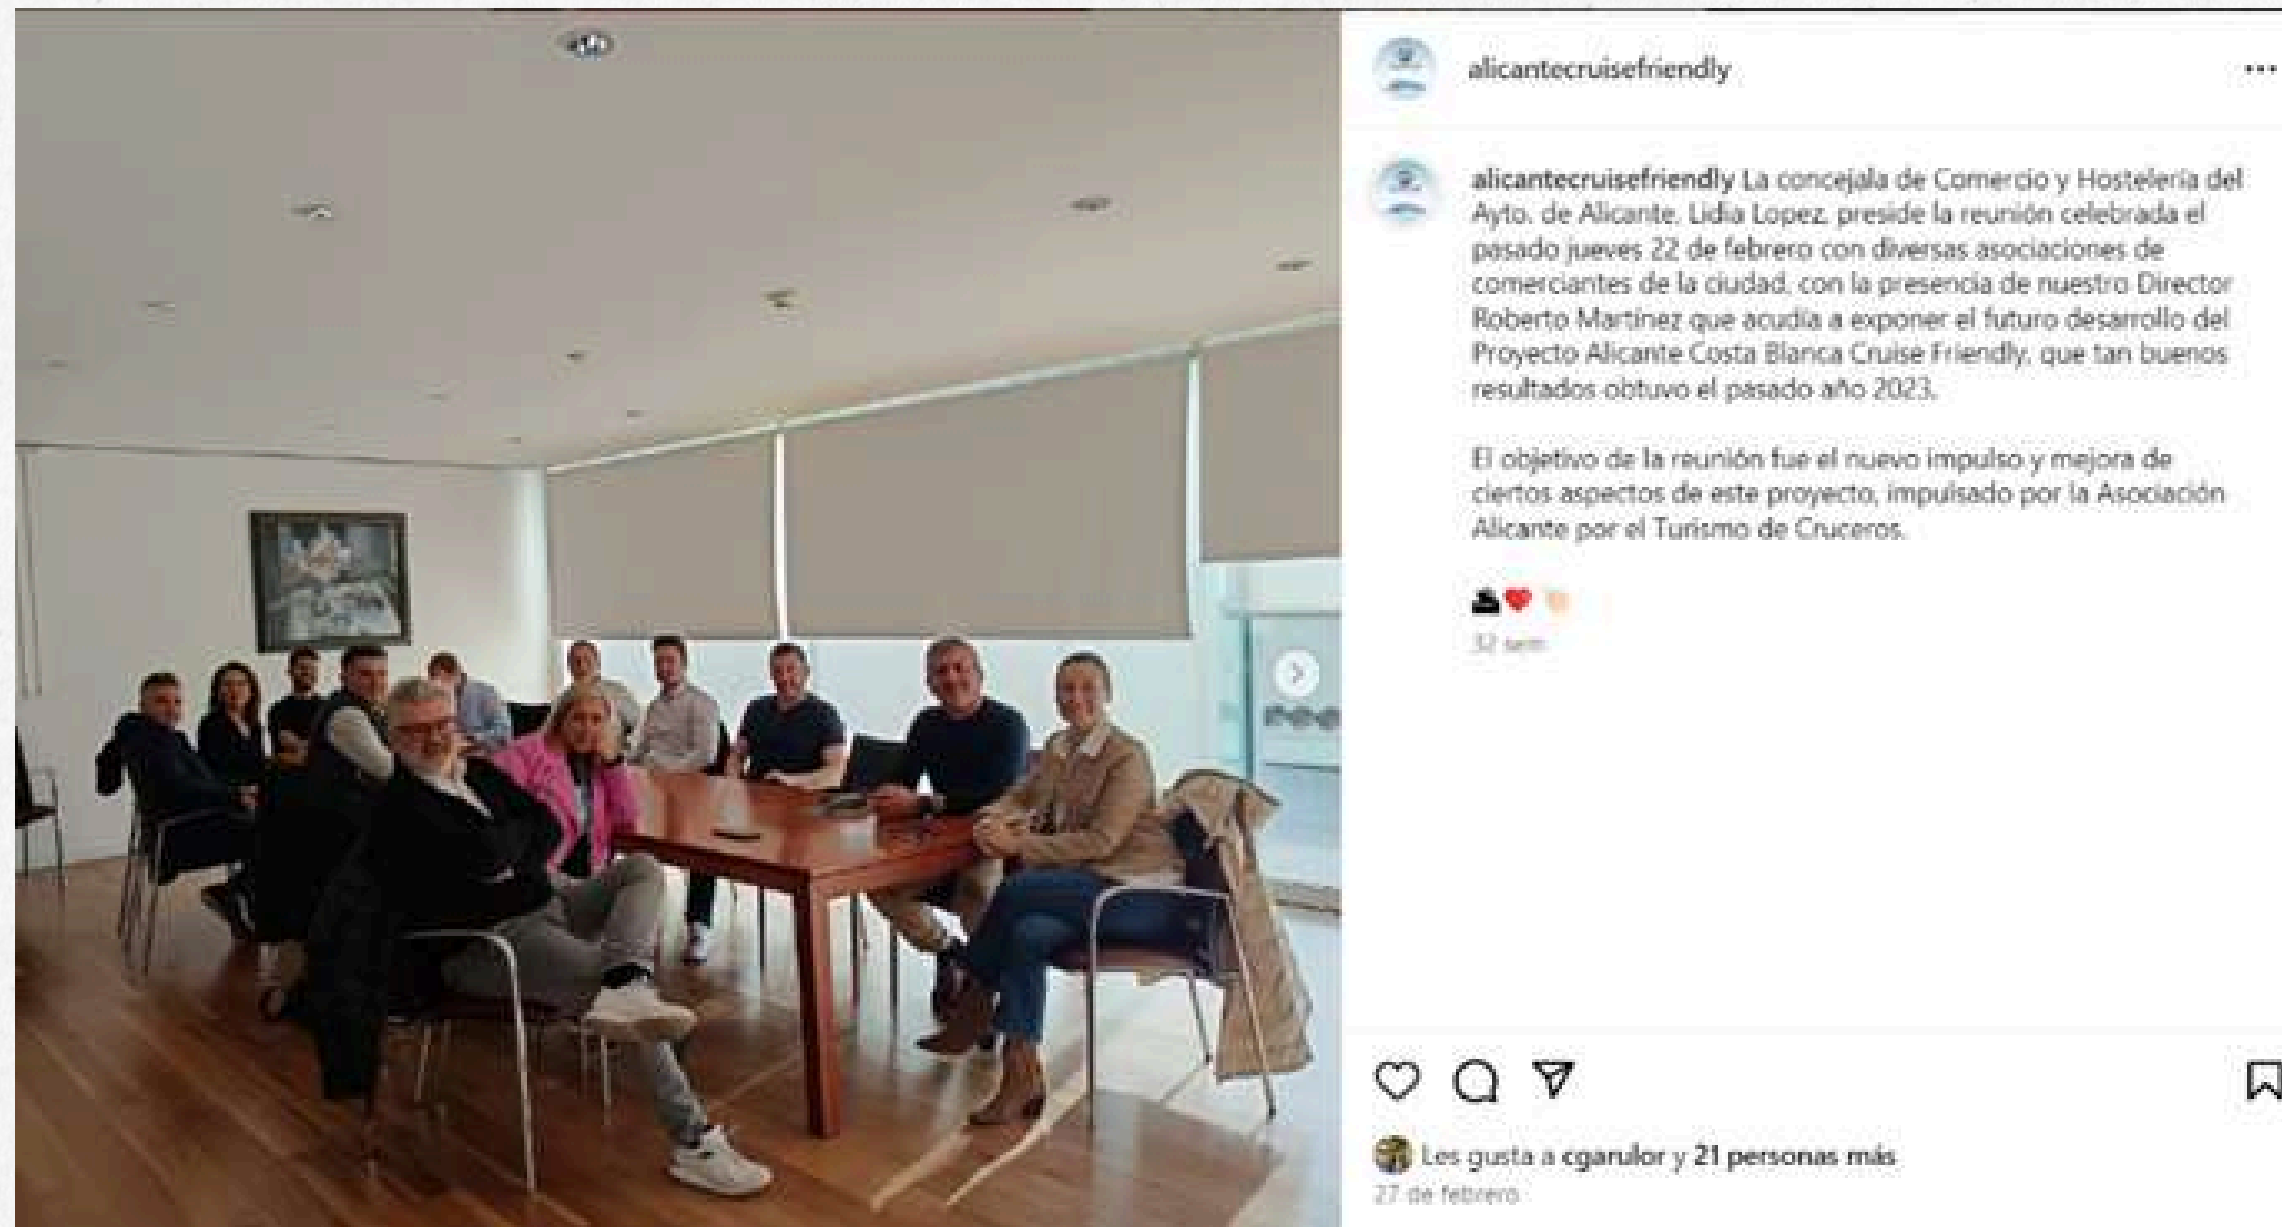 alicantecruisefriendly
alicantecruisefriendly La concejala de Comercio y Hostelería del
Ayto. de Alicante, Lidia Lopez, preside la reunión celebrada el
pasado jueves 22 de febrero con diversas asociaciones de
comerciantes de la ciudad, con la presencia de nuestro Director
Roberto Martínez que acudía a exponer el futuro desarrollo del
Proyecto Alicante Costa Blanca Cruise Friendly, que tan buenos
resultados obtuvo el pasado año 2023.
El objetivo de la reunión fue el nuevo impulso y mejora de
ciertos aspectos de este proyecto, impulsado por la Asociación
Alicante por el Turismo de Cruceros.
32 sem
Les gusta a cgarulor y 21 personas más
27 de febrero